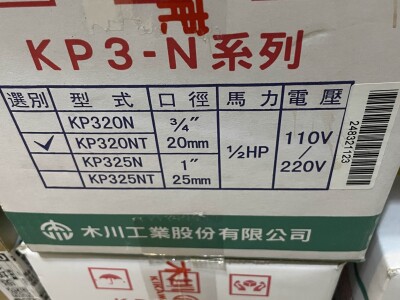 KP3-N系列
選別 型式 口徑 馬力 電壓
KP320N 3/4" 20mm
✓ KP320NT
KP325N 1" 25mm
KP325NT
1/2HP 110V/220V
248321123
木川工業股份有限公司